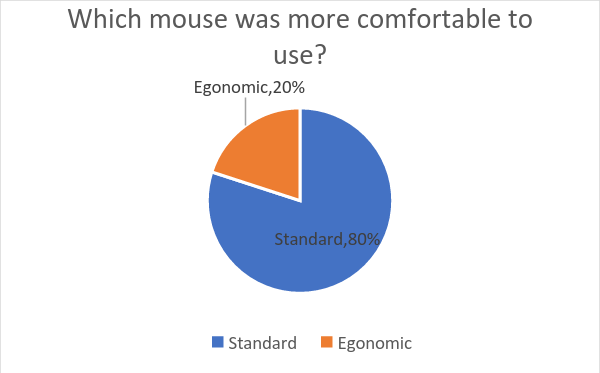 Which mouse was more comfortable to
use?
Egonomic,20%
Standard,80%
Standard
Egonomic